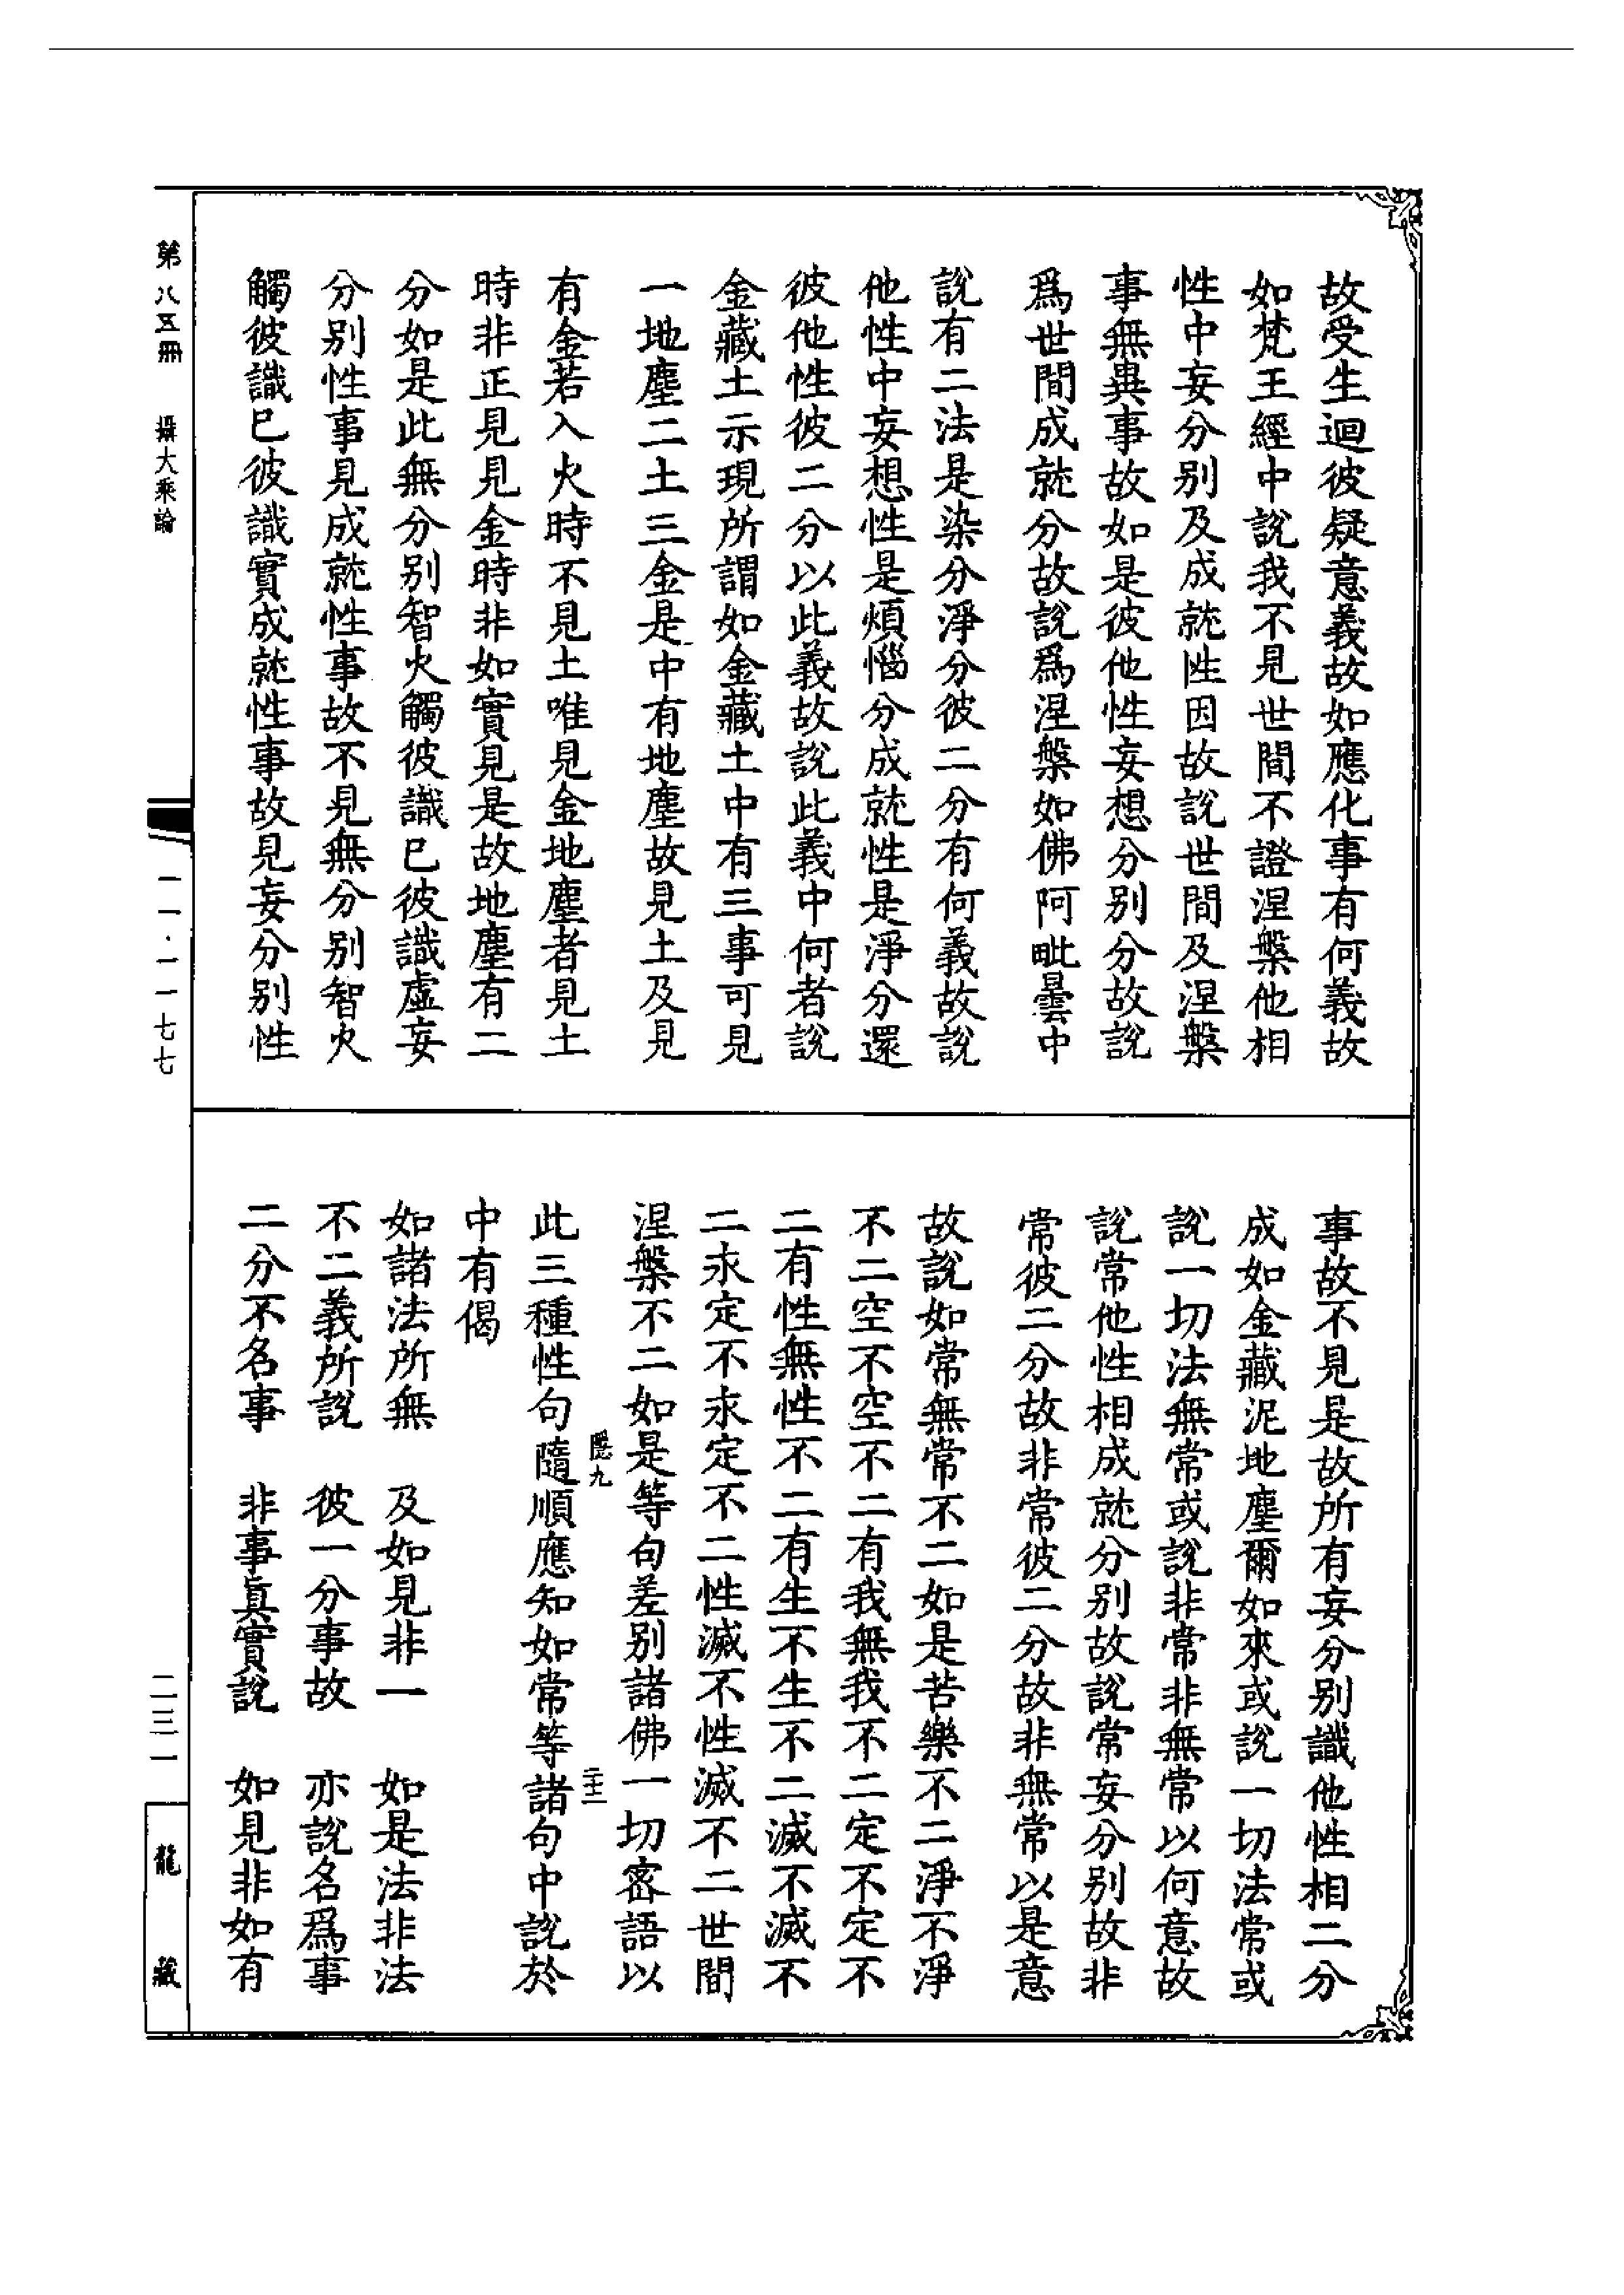 故受生迴彼疑意義故如應化事有何義故
如梵王經中說我不見世間不證涅槃他相
性中妄分別及成就性因故說世間及涅槃
事無異事故如是彼他性妄想分別分故說
爲世間成就分故說爲涅槃如佛阿毗曇中
說有二法是染分淨分彼二分有何義故說
他性中妄想性是煩惱分成就性是淨分還
彼他性彼二分以此義故說此義中何者說
金藏土示現所謂如金藏土中有三事可見
一地塵二土三金是中有地塵故見土及見
有金若入火時不見土唯見金地塵者見土
時非正見見金時非如實見是故地塵有二
分如是此無分別智火觸彼識已彼識虛妄
分別性事見成就性事故不見無分別智火
觸彼識已彼識實成就性事故見妄分別性
事故不見是故所有妄分別識他性相二分
成如金藏泥地塵爾如來或說一切法常或
說一切法無常或說非常非無常以何意故
說常他性相成就分別故說常妄分別故非
常彼二分故非常彼二分故非無常以是意
故說如常無常不二如是苦樂不二淨不淨
不二空不空不二有我無我不二定不定不
二有性無性不二有生不生不二滅不滅不
二求定不求定不二性滅不性滅不二世間
涅槃不二如是等句差別諸佛一切密語以
此三種性句隨順應知如常等諸句中說於
中有偈
如諸法所無　及如見非一　如是法非法
不二義所說　彼一分事故　亦說名爲事
二分不名事　非事眞實說　如見非如有
隱九
二十二
第八五冊　攝大乘論
一一·一一七七
二三一
龍藏